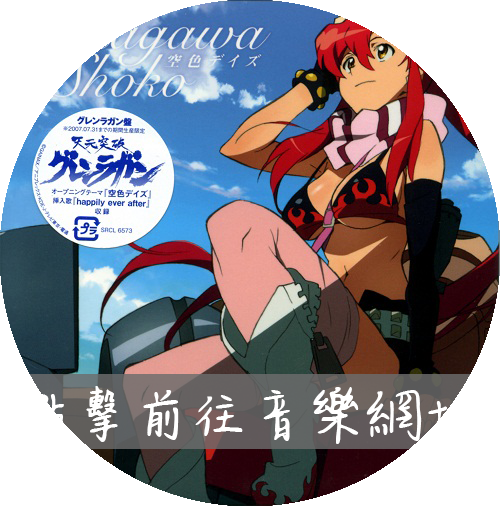 Shoko
空色デイズ
グレンラガン盤
※2007.07.31までの期間生産限定
天元突破
グレンラガン
オープニングテーマ「空色デイズ」
挿入歌「happily ever after」
収録
プラ
SRCL 6573
擊前往音樂網